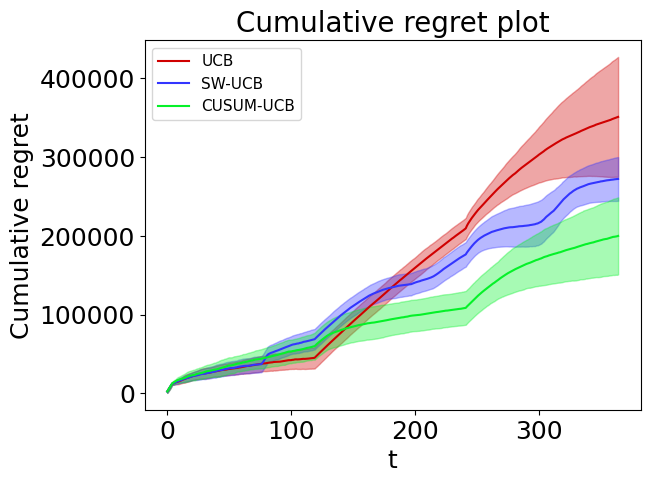 Cumulative regret plot
Cumulative regret
400000
300000
200000
100000
0
UCB
SW-UCB
CUSUM-UCB
0 100 200 300
t